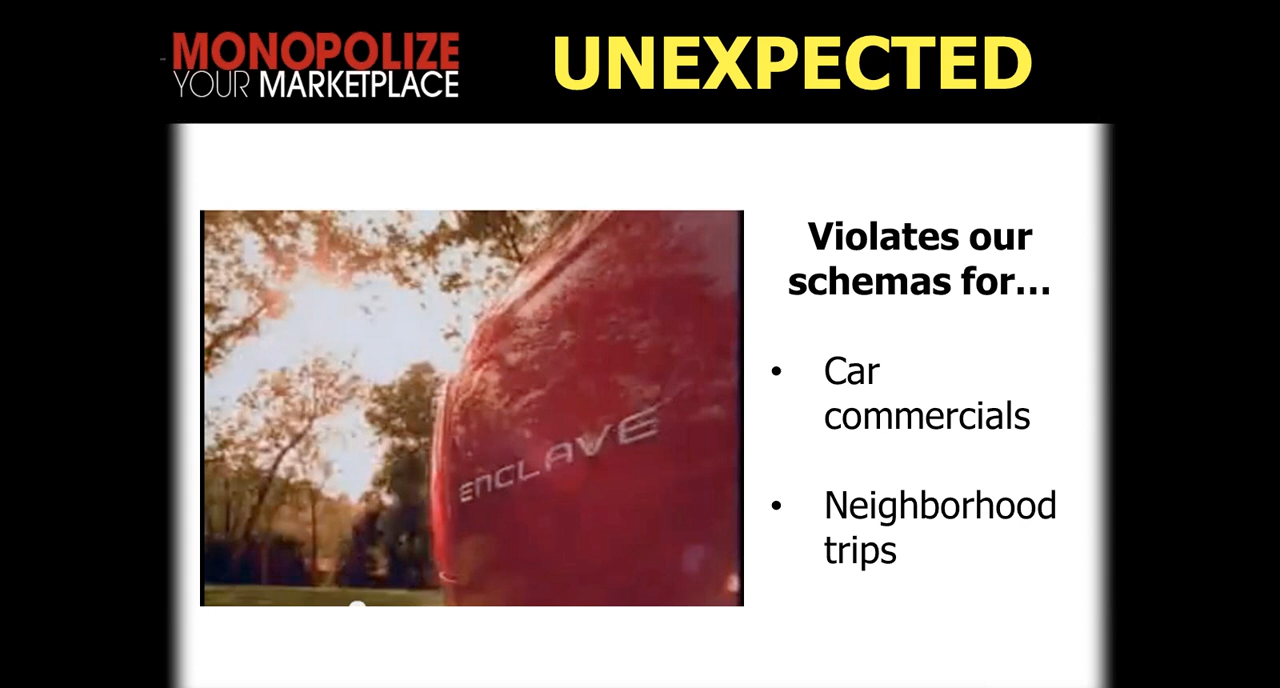 MONOPOLIZE
YOUR MARKETPLACE
UNEXPECTED
ENCLAVE
Violates our
schemas for...
• Car
commercials
• Neighborhood
trips